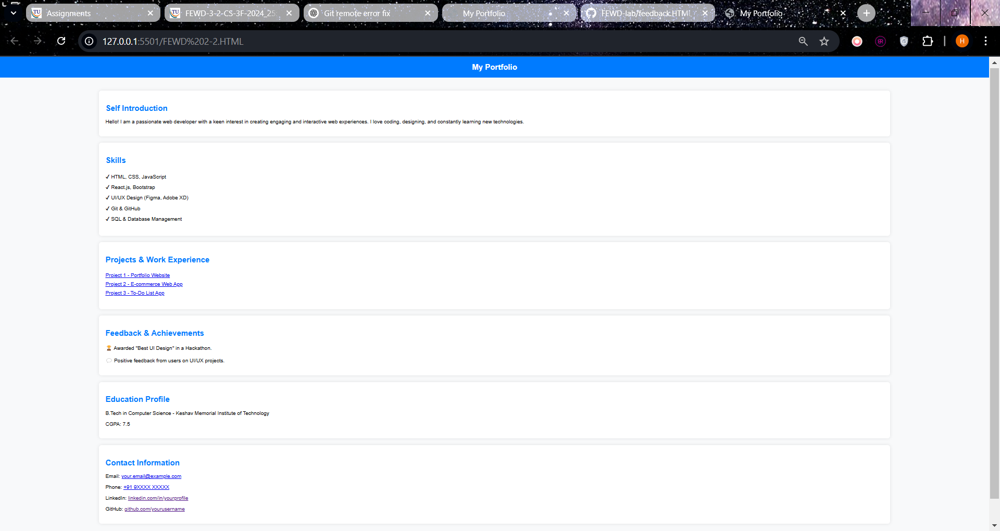 Assignments
FEWD-3-2-CS-3F-2024_25
Git remote error fix
My Portfolio
FEWD-lab/feedback.HTML
My Portfolio
127.0.0.1:5501/FEWD%202-2.HTML
H
My Portfolio
Self Introduction
Hello! I am a passionate web developer with a keen interest in creating engaging and interactive web experiences. I love coding, designing, and constantly learning new technologies.
Skills
✓ HTML, CSS, JavaScript
✓ React.js, Bootstrap
✓ UI/UX Design (Figma, Adobe XD)
✓ Git & GitHub
✓ SQL & Database Management
Projects & Work Experience
Project 1 - Portfolio Website
Project 2 - E-commerce Web App
Project 3 - To-Do List App
Feedback & Achievements
🏆 Awarded "Best UI Design" in a Hackathon.
💬 Positive feedback from users on UI/UX projects.
Education Profile
B.Tech in Computer Science - Keshav Memorial Institute of Technology
CGPA: 7.5
Contact Information
Email: your.email@example.com
Phone: +91 9XXXX XXXXX
LinkedIn: linkedin.com/in/yourprofile
GitHub: github.com/yourusername